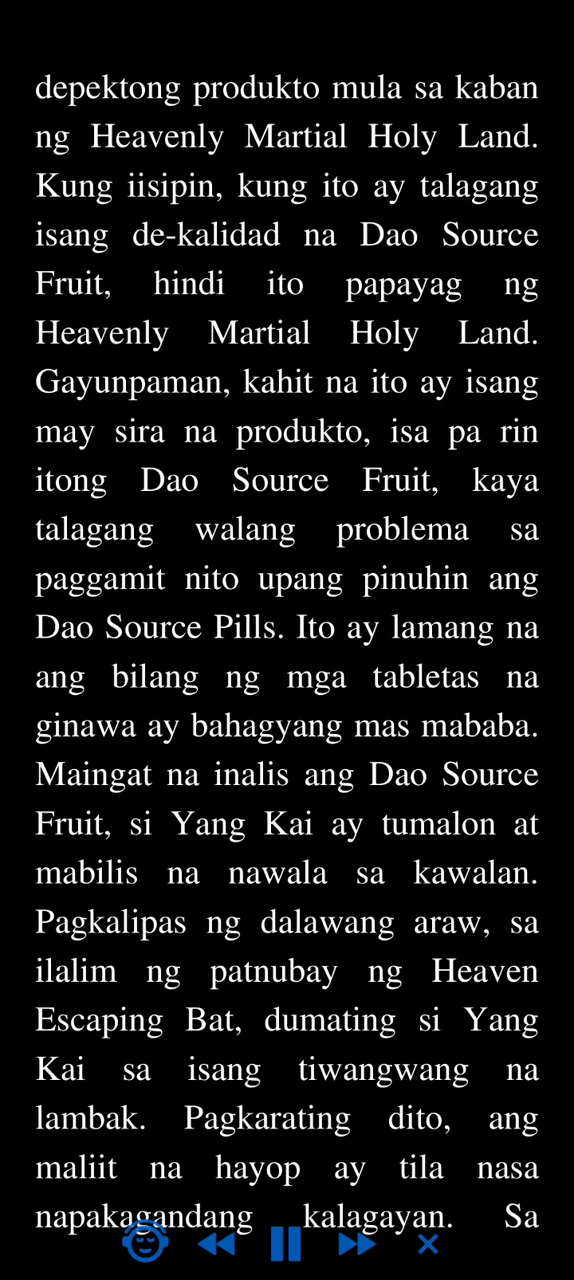 depektong produkto mula sa kaban
ng Heavenly Martial Holy Land.
Kung iisipin, kung ito ay talagang
isang de-kalidad na Dao Source
Fruit, hindi ito papayag ng
Heavenly Martial Holy Land.
Gayunpaman, kahit na ito ay isang
may sira na produkto, isa pa rin
itong Dao Source Fruit, kaya
talagang walang problema sa
paggamit nito upang pinuhin ang
Dao Source Pills. Ito ay lamang na
ang bilang ng mga tabletas na
ginawa ay bahagyang mas mababa.
Maingat na inalis ang Dao Source
Fruit, si Yang Kai ay tumalon at
mabilis na nawala sa kawalan.
Pagkalipas ng dalawang araw, sa
ilalim ng patnubay ng Heaven
Escaping Bat, dumating si Yang
Kai sa isang tiwangwang na
lambak. Pagkarating dito, ang
maliit na hayop ay tila nasa
napakagandang kalagayan. Sa